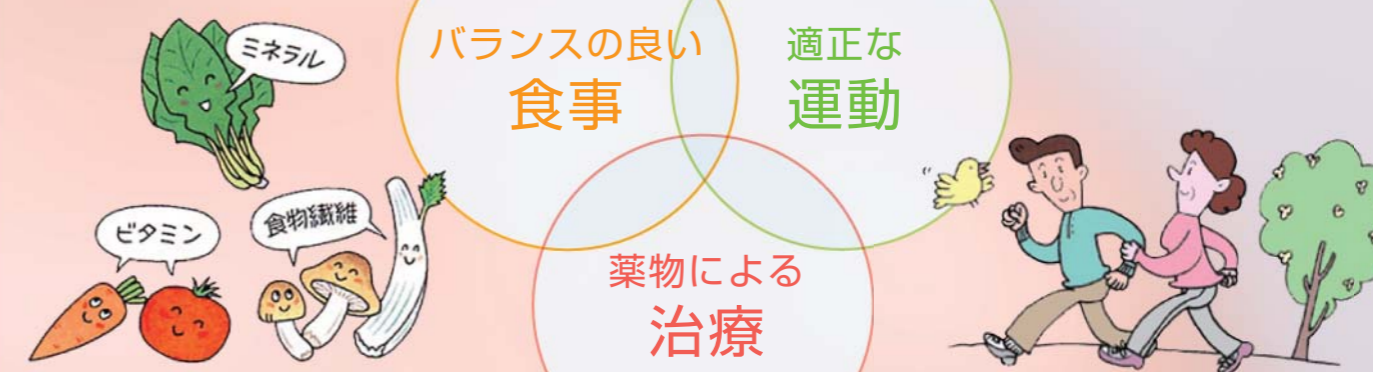 ミネラル
バランスの良い
食事
適正な
運動
ビタミン
食物繊維
薬物による
治療